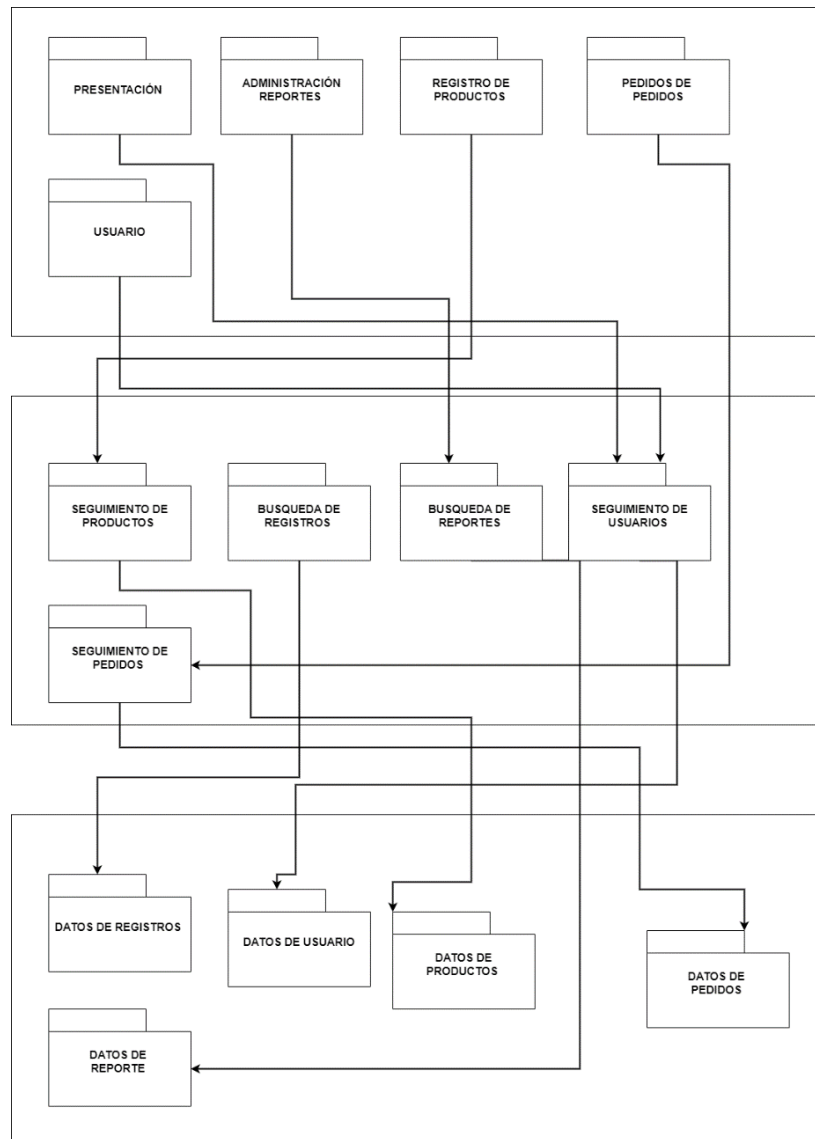 PRESENTACIÓN
ADMINISTRACIÓN
REPORTES
REGISTRO DE
PRODUCTOS
PEDIDOS DE
PEDIDOS
USUARIO
SEGUIMIENTO DE
PRODUCTOS
BUSQUEDA DE
REGISTROS
BUSQUEDA DE
REPORTES
SEGUIMIENTO DE
USUARIOS
SEGUIMIENTO DE
PEDIDOS
DATOS DE REGISTROS
DATOS DE USUARIO
DATOS DE
PRODUCTOS
DATOS DE
PEDIDOS
DATOS DE
REPORTE